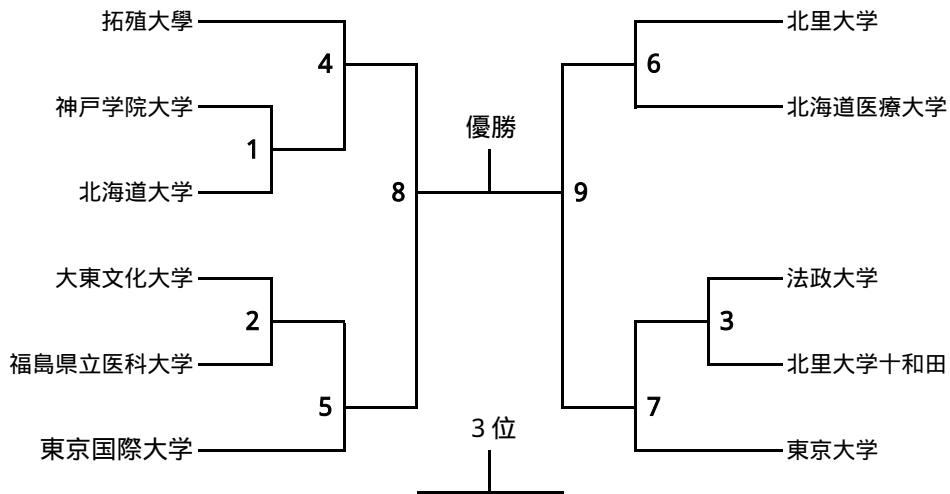 拓殖大學
4
神戸学院大学
1
北海道大学
8
大東文化大学
2
福島県立医科大学
5
東京国際大学
優勝
3 位
北里大学
6
北海道医療大学
9
法政大学
3
北里大学十和田
7
東京大学